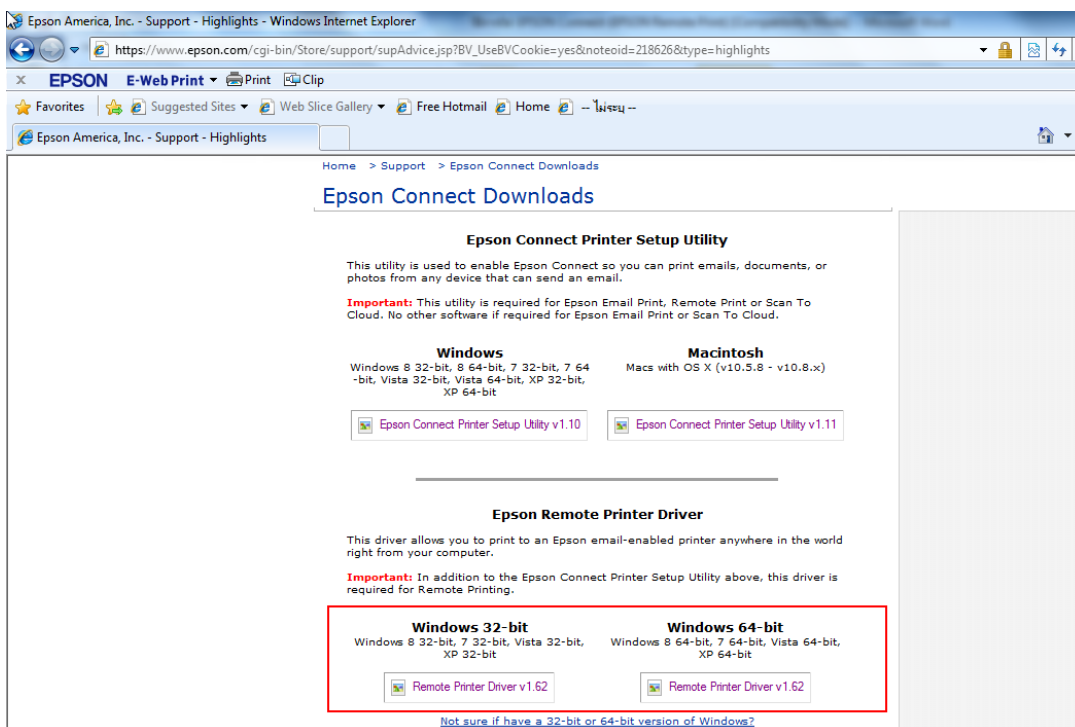 Epson America, Inc. - Support - Highlights - Windows Internet Explorer
https://www.epson.com/cgi-bin/Store/support/supAdvice.jsp?BV_UseBVCookie=yes&noteoid=218626&type=highlights
x EPSON E-Web Print Print Clip
Favorites Suggested Sites Web Slice Gallery Free Hotmail Home -- ไม่ระบุ --
Epson America, Inc. - Support - Highlights
Home > Support > Epson Connect Downloads
Epson Connect Downloads
Epson Connect Printer Setup Utility
This utility is used to enable Epson Connect so you can print emails, documents, or
photos from any device that can send an email.
Important: This utility is required for Epson Email Print, Remote Print or Scan To
Cloud. No other software if required for Epson Email Print or Scan To Cloud.
Windows
Windows 8 32-bit, 8 64-bit, 7 32-bit, 7 64
-bit, Vista 32-bit, Vista 64-bit, XP 32-bit,
XP 64-bit
Epson Connect Printer Setup Utility v1.10
Macintosh
Macs with OS X (v10.5.8 - v10.8.x)
Epson Connect Printer Setup Utility v1.11
Epson Remote Printer Driver
This driver allows you to print to an Epson email-enabled printer anywhere in the world
right from your computer.
Important: In addition to the Epson Connect Printer Setup Utility above, this driver is
required for Remote Printing.
Windows 32-bit
Windows 8 32-bit, 7 32-bit, Vista 32-bit,
XP 32-bit
Remote Printer Driver v1.62
Windows 64-bit
Windows 8 64-bit, 7 64-bit, Vista 64-bit,
XP 64-bit
Remote Printer Driver v1.62
Not sure if have a 32-bit or 64-bit version of Windows?